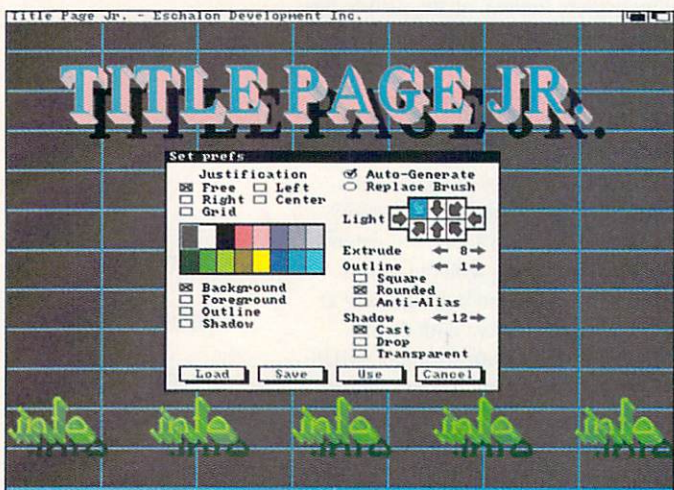 Title Page Jr. - Eschalon Development Inc.
TITLE PAGE JR.
Set prefs
Justification
Free Left
Right Center
Grid
Auto-Generate
Replace Brush
Light
Extrude 8
Outline 1
Square
Rounded
Anti-Alias
Shadow 12
Cast
Drop
Transparent
Background
Foreground
Outline
Shadow
Load Save Use Cancel
.info .info .info .info .info